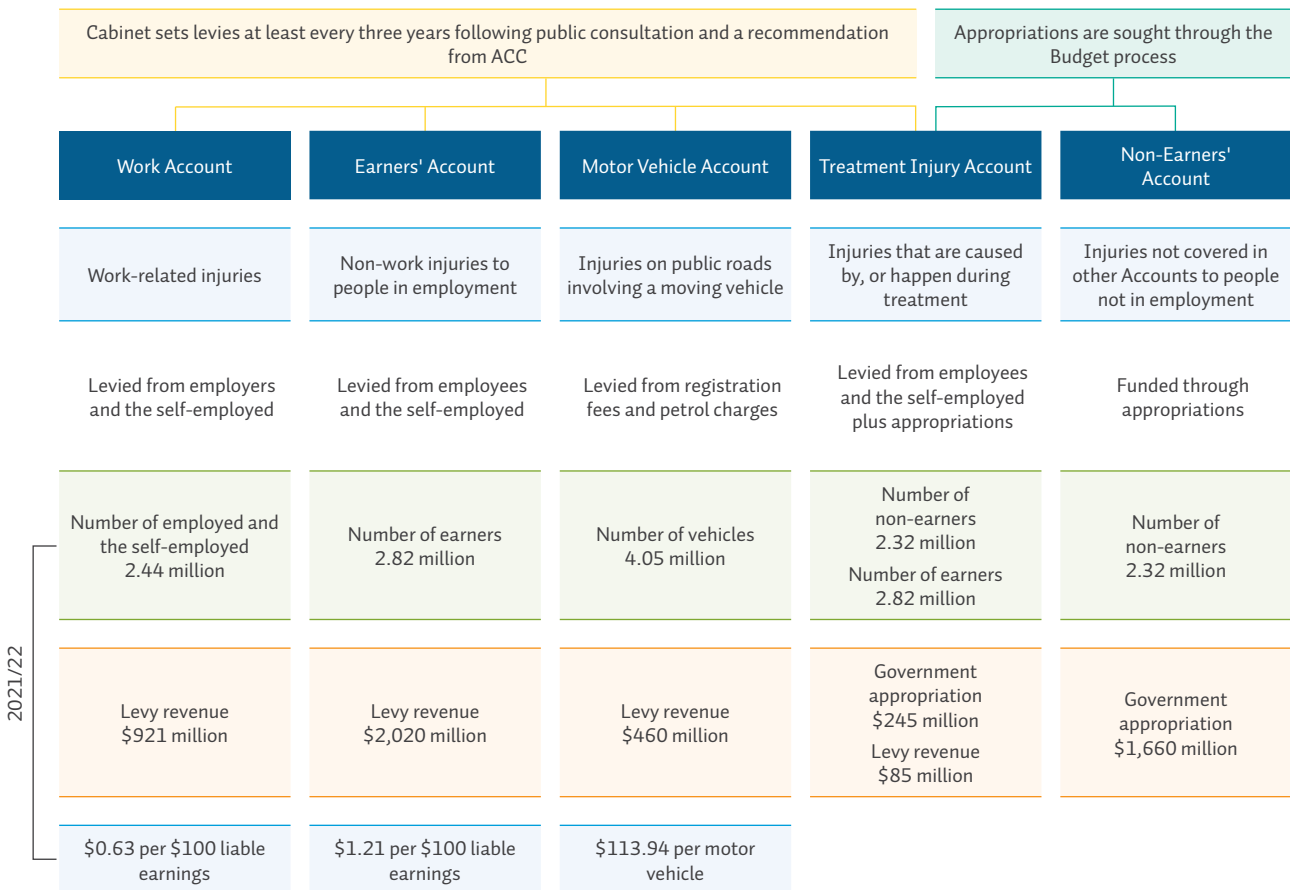 Cabinet sets levies at least every three years following public consultation and a recommendation
from ACC
Appropriations are sought through the
Budget process
Work Account
Earners' Account
Motor Vehicle Account
Treatment Injury Account
Non-Earners'
Account
Work-related injuries
Non-work injuries to
people in employment
Injuries on public roads
involving a moving vehicle
Injuries that are caused
by, or happen during
treatment
Injuries not covered in
other Accounts to people
not in employment
Levied from employers
and the self-employed
Levied from employees
and the self-employed
Levied from registration
fees and petrol charges
Levied from employees
and the self-employed
plus appropriations
Funded through
appropriations
2021/22
Number of employed and
the self-employed
2.44 million
Number of earners
2.82 million
Number of vehicles
4.05 million
Number of
non-earners
2.32 million
Number of earners
2.82 million
Number of
non-earners
2.32 million
Levy revenue
$921 million
Levy revenue
$2,020 million
Levy revenue
$460 million
Government
appropriation
$245 million
Levy revenue
$85 million
Government
appropriation
$1,660 million
$0.63 per $100 liable
earnings
$1.21 per $100 liable
earnings
$113.94 per motor
vehicle